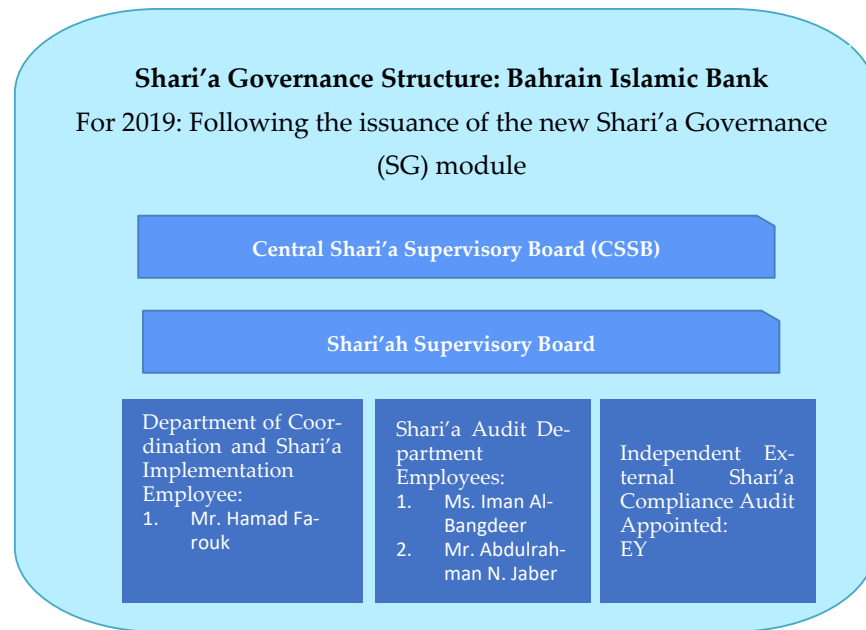 Shari’a Governance Structure: Bahrain Islamic Bank
For 2019: Following the issuance of the new Shari’a Governance
(SG) module
Central Shari’a Supervisory Board (CSSB)
Shari’ah Supervisory Board
Department of Coor-
dination and Shari’a
Implementation
Employee:
1. Mr. Hamad Fa-
rouk
Shari’a Audit De-
partment
Employees:
1. Ms. Iman Al-
Bangdeer
2. Mr. Abdulrah-
man N. Jaber
Independent Ex-
ternal Shari’a
Compliance Audit
Appointed:
EY